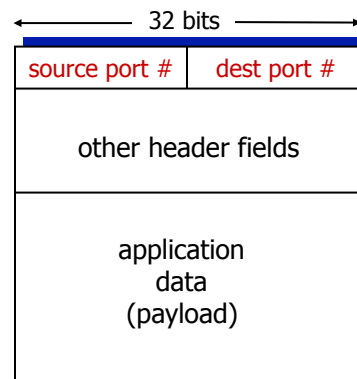 32 bits
source port # dest port #
other header fields
application
data
(payload)